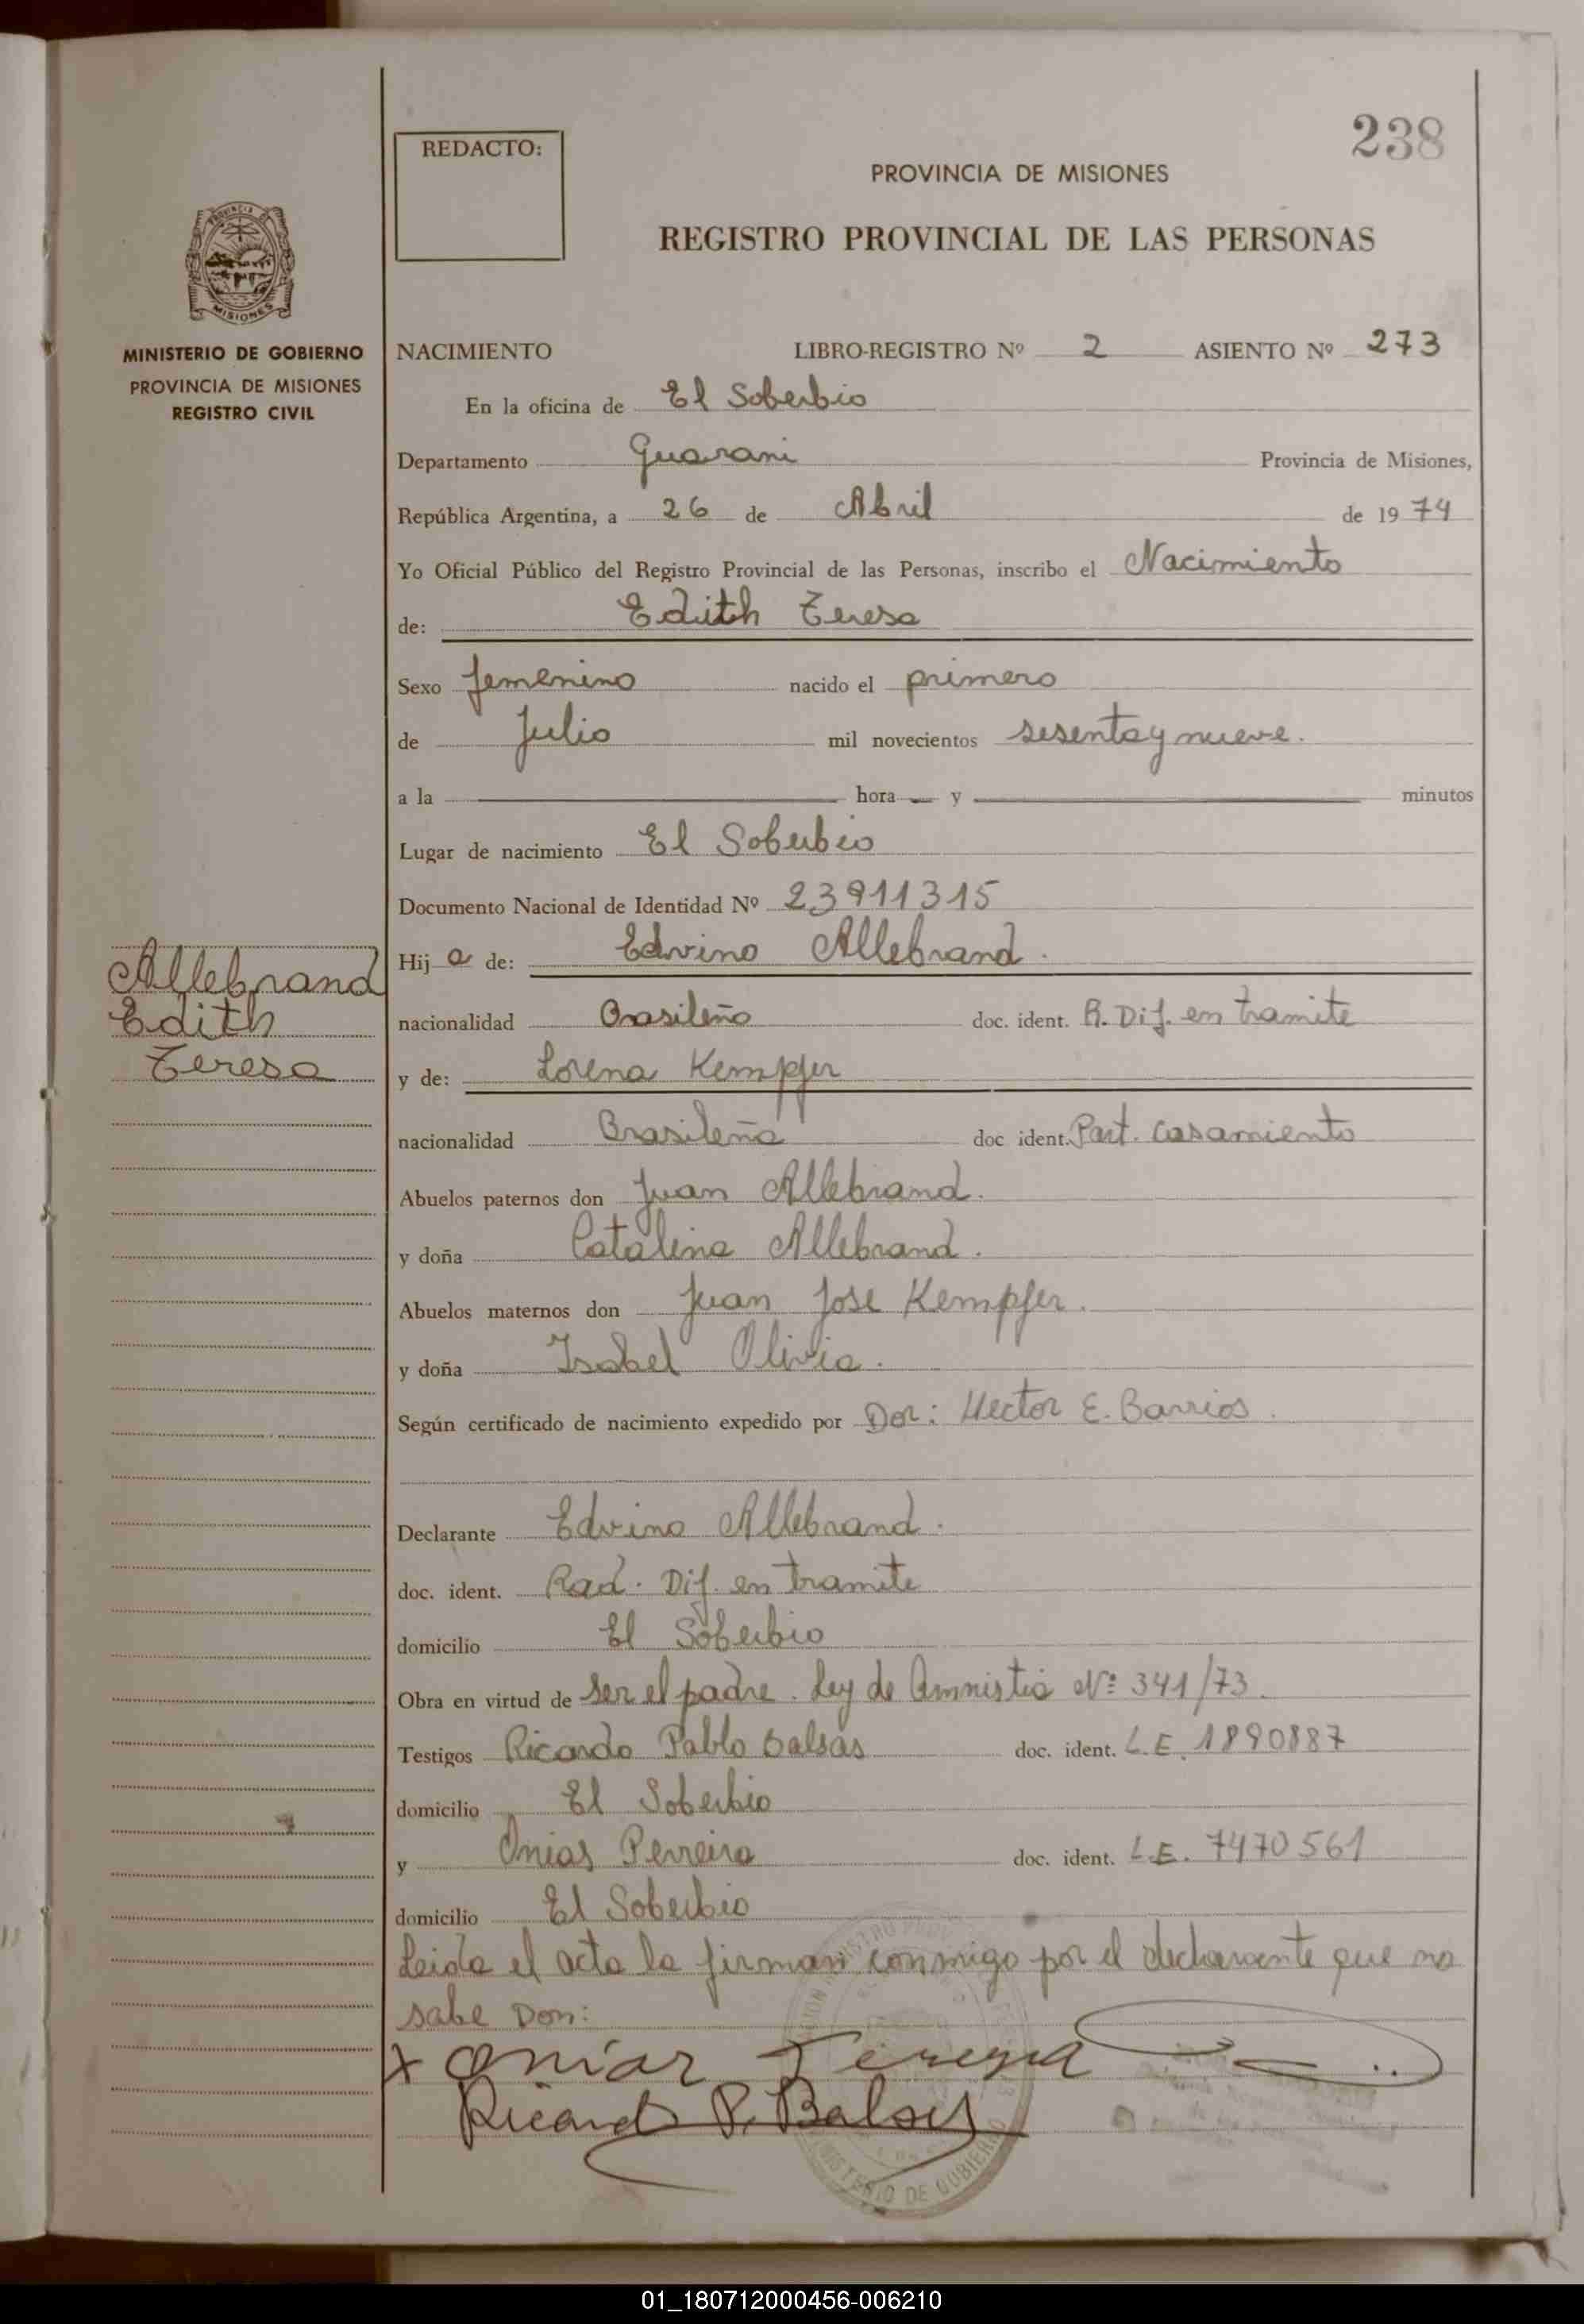 238
REDACTO:
PROVINCIA DE MISIONES
REGISTRO PROVINCIAL DE LAS PERSONAS
MISIONES
MINISTERIO DE GOBIERNO
PROVINCIA DE MISIONES
REGISTRO CIVIL
NACIMIENTO LIBRO-REGISTRO Nº 2 ASIENTO Nº 273
En la oficina de El Soberbio
Departamento Guarani Provincia de Misiones,
República Argentina, a 26 de Abril de 1974
Yo Oficial Público del Registro Provincial de las Personas, inscribo el Nacimiento
de: Edith Teresa
Sexo femenino nacido el primero
de Julio mil novecientos sesenta y nueve.
a la hora y minutos
Lugar de nacimiento El Soberbio
Documento Nacional de Identidad Nº 23911315
Hij a de: Edvino Allebrand.
Allebrand
Edith
Teresa
nacionalidad Brasileño doc. ident. R. Dif. en tramite
y de: Lorena Kempfer
nacionalidad Brasileña doc ident. Part. Casamiento
Abuelos paternos don Juan Allebrand.
y doña Catalina Allebrand.
Abuelos maternos don Juan Jose Kempfer.
y doña Isabel Olivia.
Según certificado de nacimiento expedido por Dor: Hector E. Barrios.
Declarante Edvino Allebrand.
doc. ident. Rad. Dif. en tramite
domicilio El Soberbio
Obra en virtud de ser el padre. Ley de Amnistia Nº 341/73.
Testigos Ricardo Pablo Balsas doc. ident. L.E. 1890887
domicilio El Soberbio
y Onias Perreira doc. ident. L.E. 7470561
domicilio El Soberbio
Leida el acta la firman conmigo por el declarante que no
sabe Don:
x Onias
Ricardo P. Balsas
MINISTERIO DE GOBIERNO
01_180712000456-006210